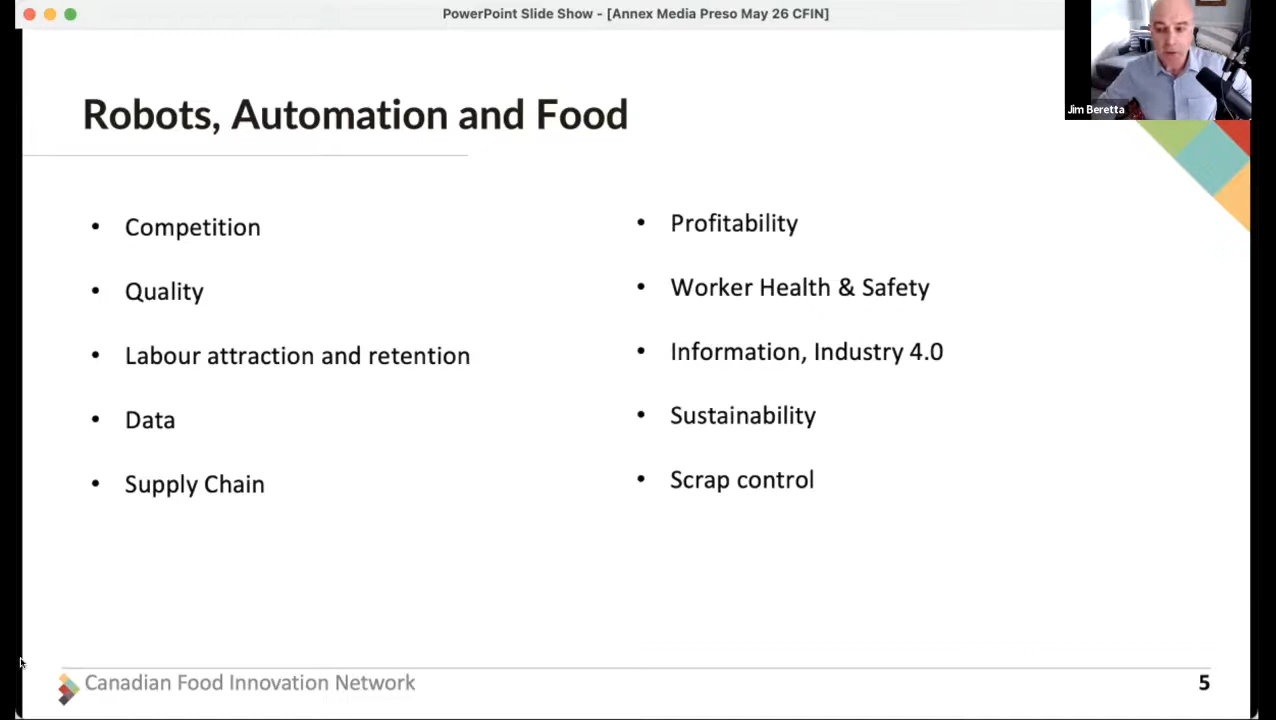 PowerPoint Slide Show - [Annex Media Preso May 26 CFIN]
Jim Beretta
Robots, Automation and Food
• Competition
• Quality
• Labour attraction and retention
• Data
• Supply Chain
• Profitability
• Worker Health & Safety
• Information, Industry 4.0
• Sustainability
• Scrap control
Canadian Food Innovation Network
5